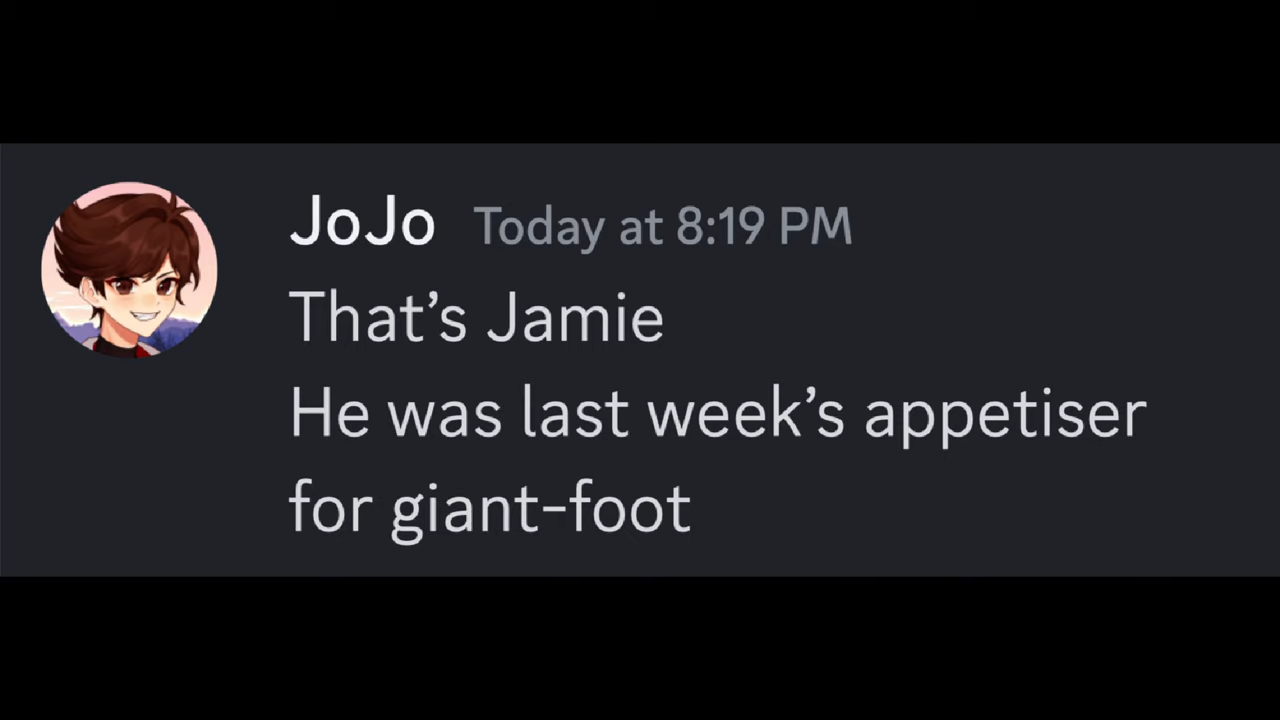 JoJo Today at 8:19 PM
That’s Jamie
He was last week’s appetiser
for giant-foot